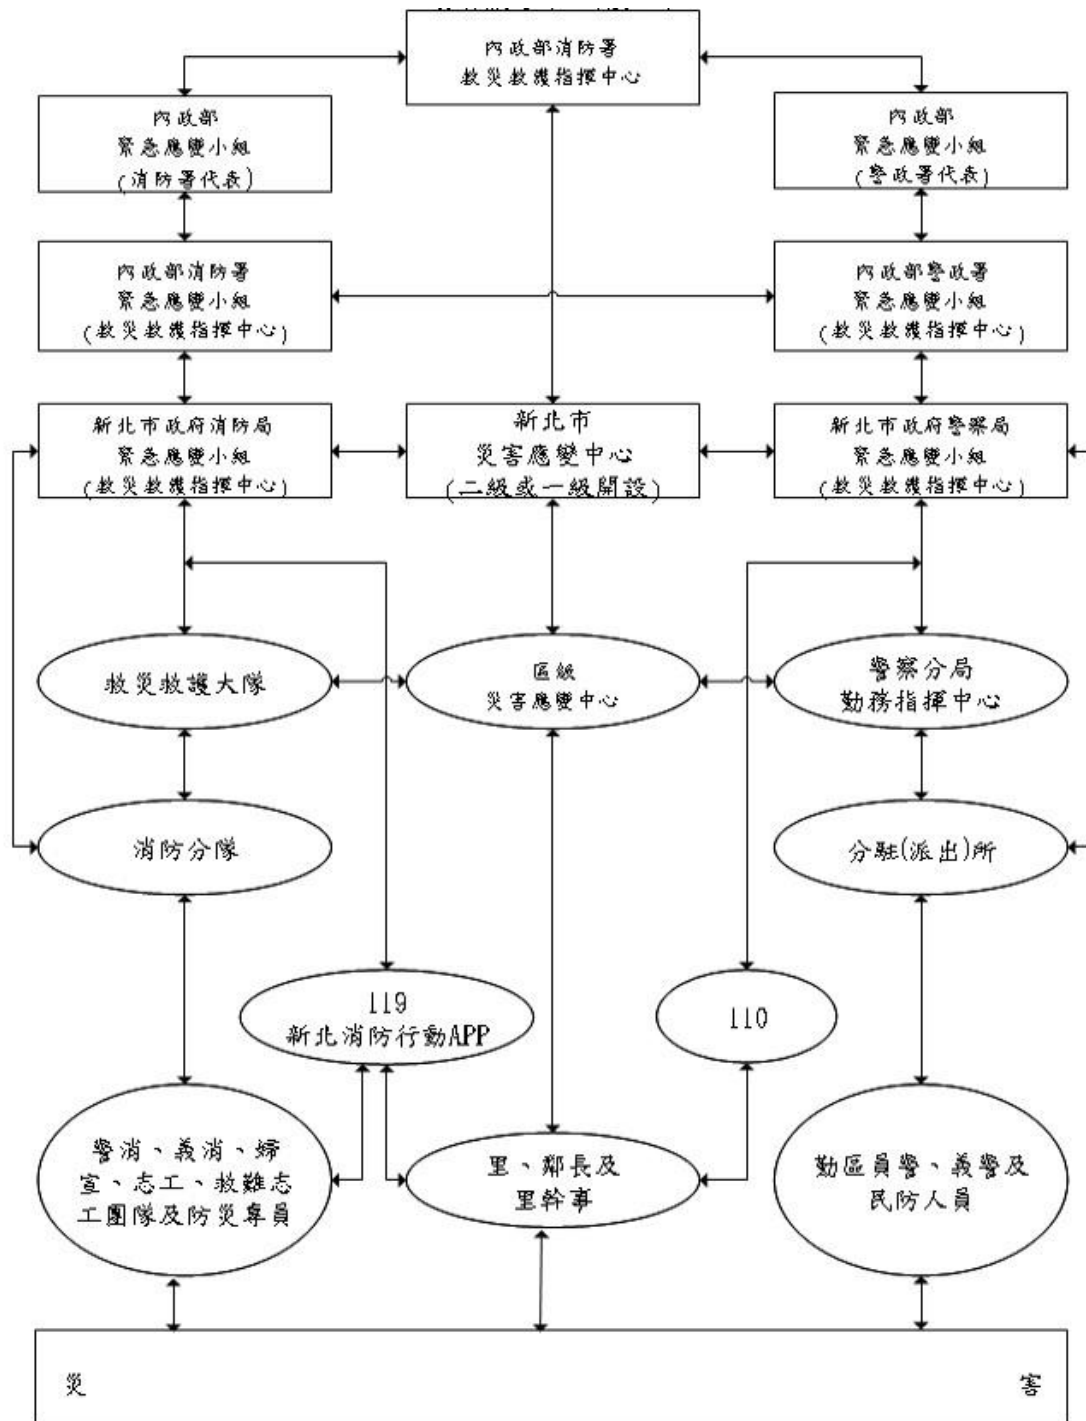 內政部消防署
救災救護指揮中心
內政部
緊急應變小組
(消防署代表)
內政部
緊急應變小組
(警政署代表)
內政部消防署
緊急應變小組
(救災救護指揮中心)
內政部警政署
緊急應變小組
(救災救護指揮中心)
新北市政府消防局
緊急應變小組
(救災救護指揮中心)
新北市
災害應變中心
(二級或一級開設)
新北市政府警察局
緊急應變小組
(救災救護指揮中心)
救災救護大隊
區級
災害應變中心
警察分局
勤務指揮中心
消防分隊
分駐(派出)所
119
新北消防行動APP
110
警消、義消、婦
宣、志工、救難志
工團隊及防災專員
里、鄰長及
里幹事
勤區員警、義警及
民防人員
災 害